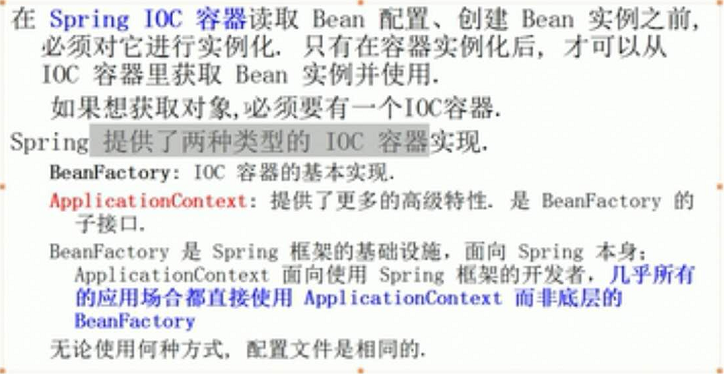 在 Spring IOC 容器读取 Bean 配置、创建 Bean 实例之前,
必须对它进行实例化. 只有在容器实例化后, 才可以从
IOC 容器里获取 Bean 实例并使用.
如果想获取对象,必须要有一个IOC容器.
Spring 提供了两种类型的 IOC 容器实现.
BeanFactory: IOC 容器的基本实现.
ApplicationContext: 提供了更多的高级特性. 是 BeanFactory 的
子接口.
BeanFactory 是 Spring 框架的基础设施，面向 Spring 本身;
ApplicationContext 面向使用 Spring 框架的开发者，几乎所有
的应用场合都直接使用 ApplicationContext 而非底层的
BeanFactory
无论使用何种方式, 配置文件是相同的.